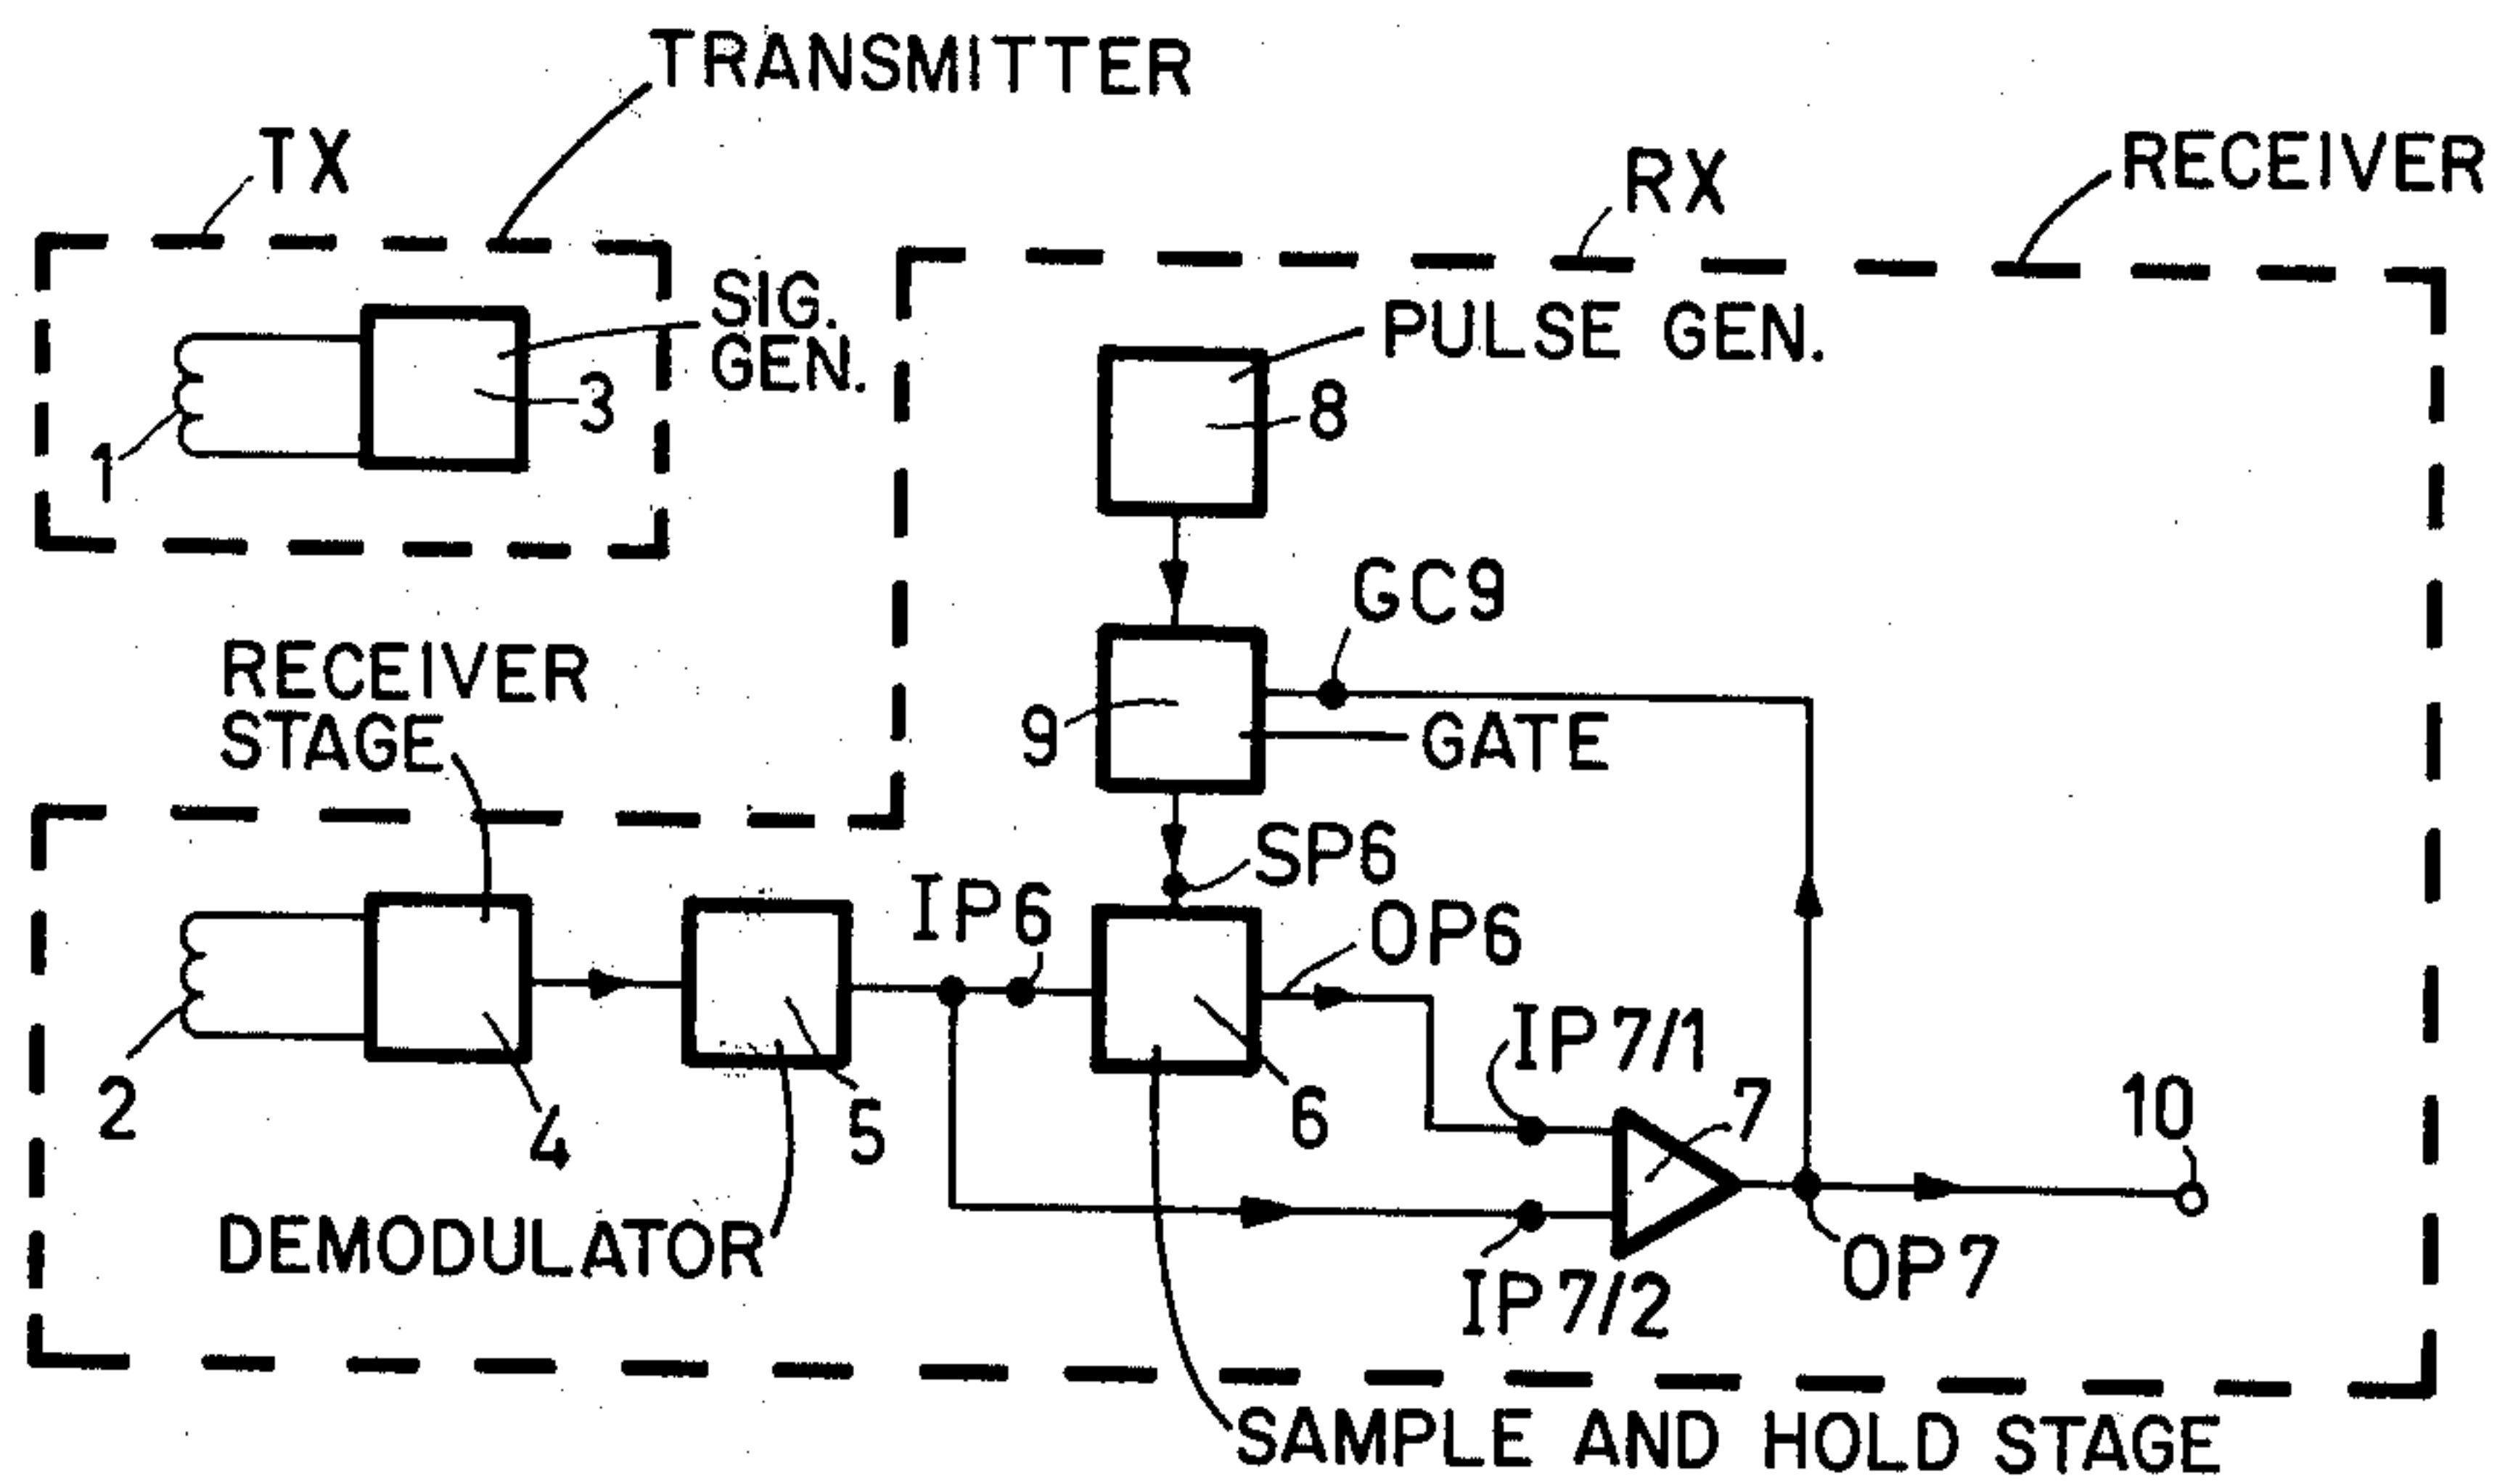 TRANSMITTER
TX
RX
RECEIVER
SIG.
GEN.
3
1
PULSE GEN.
8
GC9
RECEIVER
STAGE
9
GATE
SP6
IP6
OP6
IP7/1
2
4
5
6
7
10
DEMODULATOR
IP7/2
OP7
SAMPLE AND HOLD STAGE